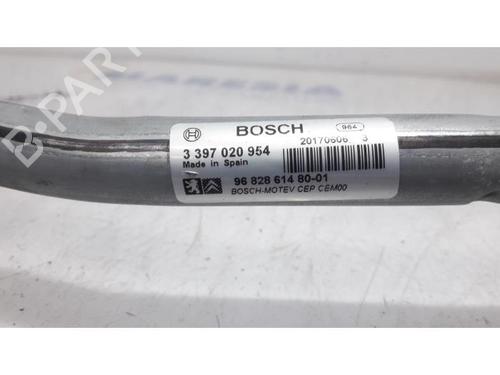 B-PARTS
BOSCH
964
3 397 020 954
Made in Spain
20170606 3
96 828 614 80-01
BOSCH-MOTEV CEP CEM00